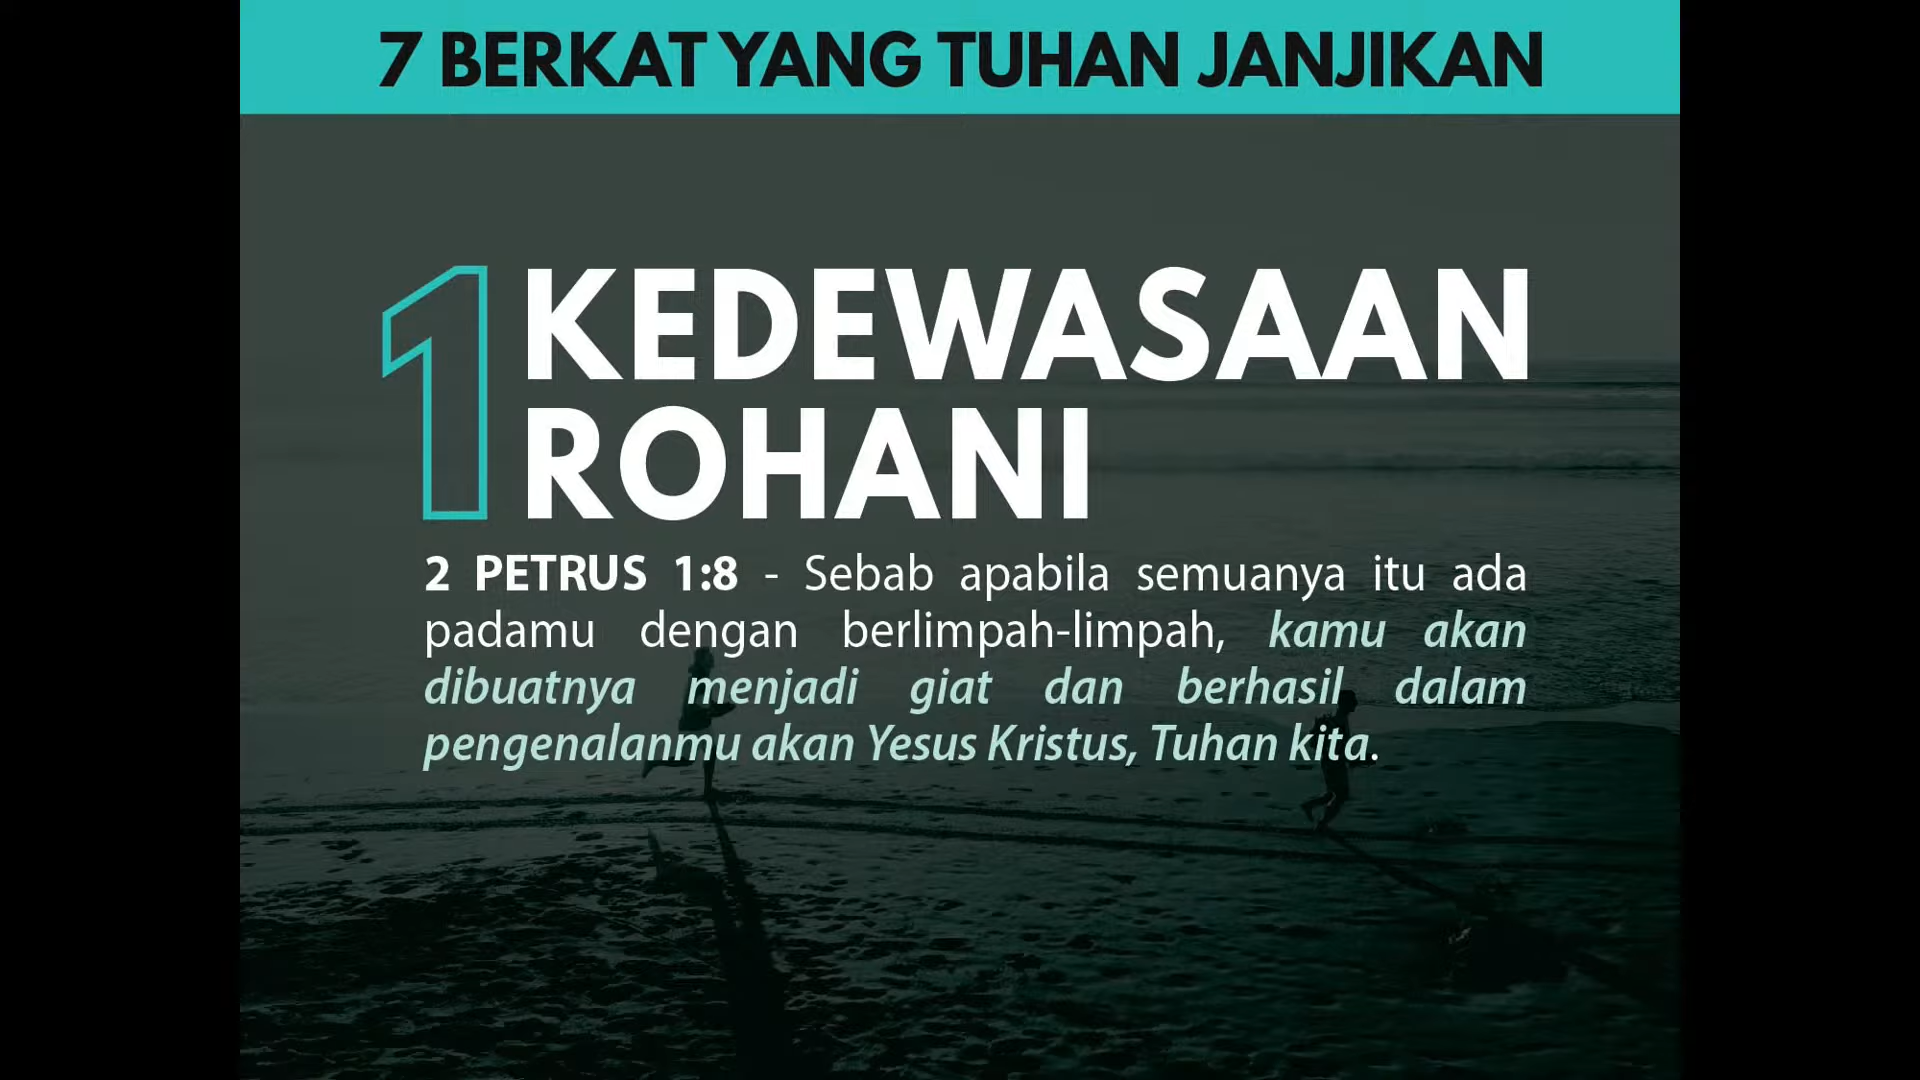 7 BERKAT YANG TUHAN JANJIKAN
1 KEDEWASAAN
ROHANI
2 PETRUS 1:8 - Sebab apabila semuanya itu ada
padamu dengan berlimpah-limpah, kamu akan
dibuatnya menjadi giat dan berhasil dalam
pengenalanmu akan Yesus Kristus, Tuhan kita.